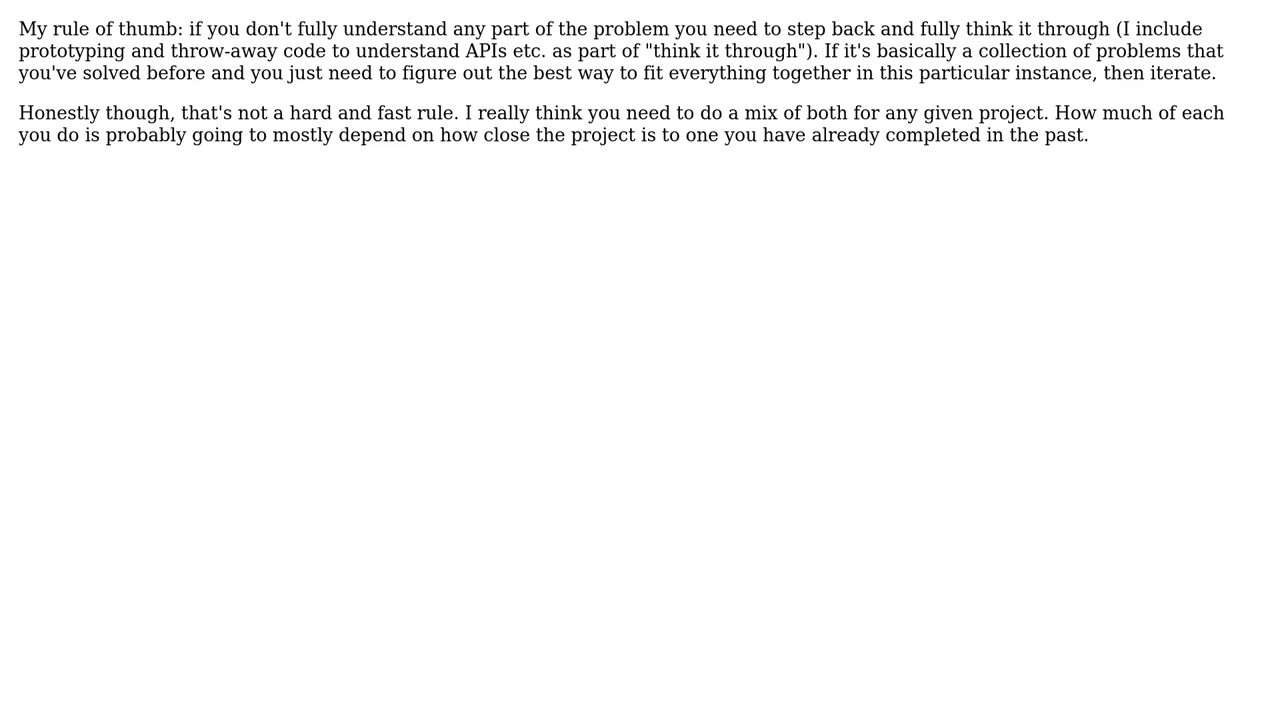 My rule of thumb: if you don't fully understand any part of the problem you need to step back and fully think it through (I include
prototyping and throw-away code to understand APIs etc. as part of "think it through"). If it's basically a collection of problems that
you've solved before and you just need to figure out the best way to fit everything together in this particular instance, then iterate.
Honestly though, that's not a hard and fast rule. I really think you need to do a mix of both for any given project. How much of each
you do is probably going to mostly depend on how close the project is to one you have already completed in the past.